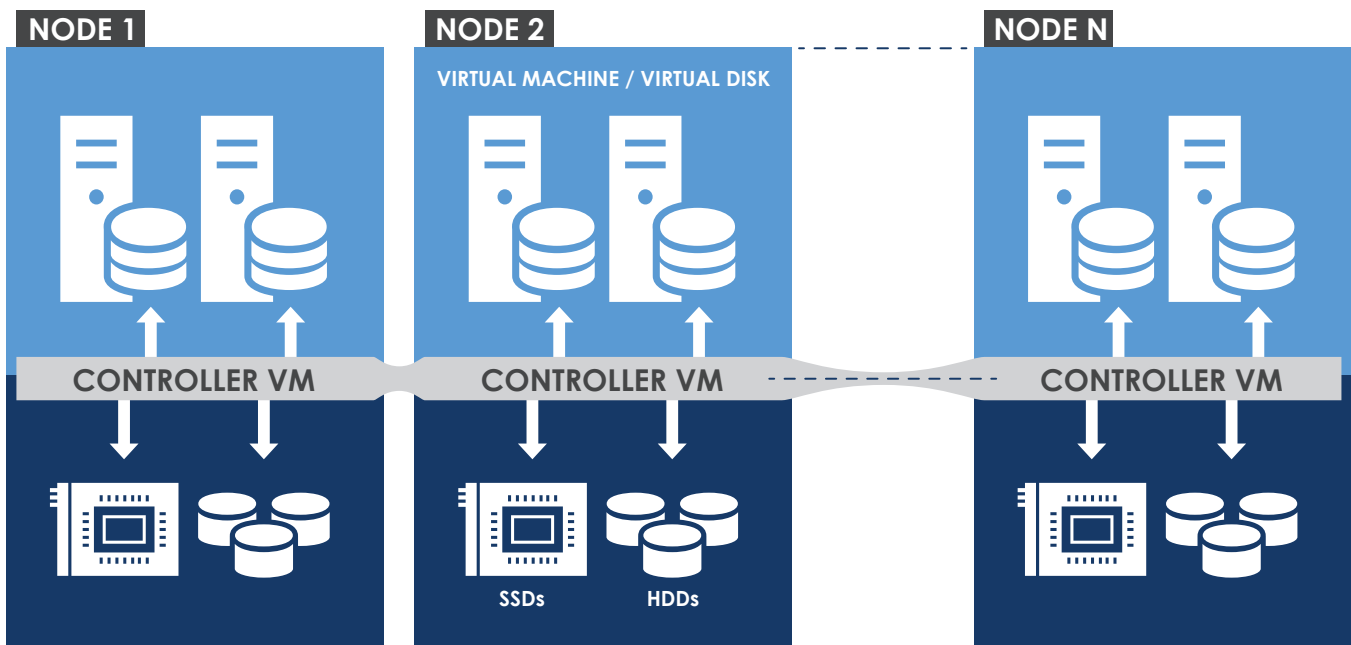 NODE 1
NODE 2
NODE N
VIRTUAL MACHINE / VIRTUAL DISK
CONTROLLER VM
CONTROLLER VM
CONTROLLER VM
SSDs
HDDs